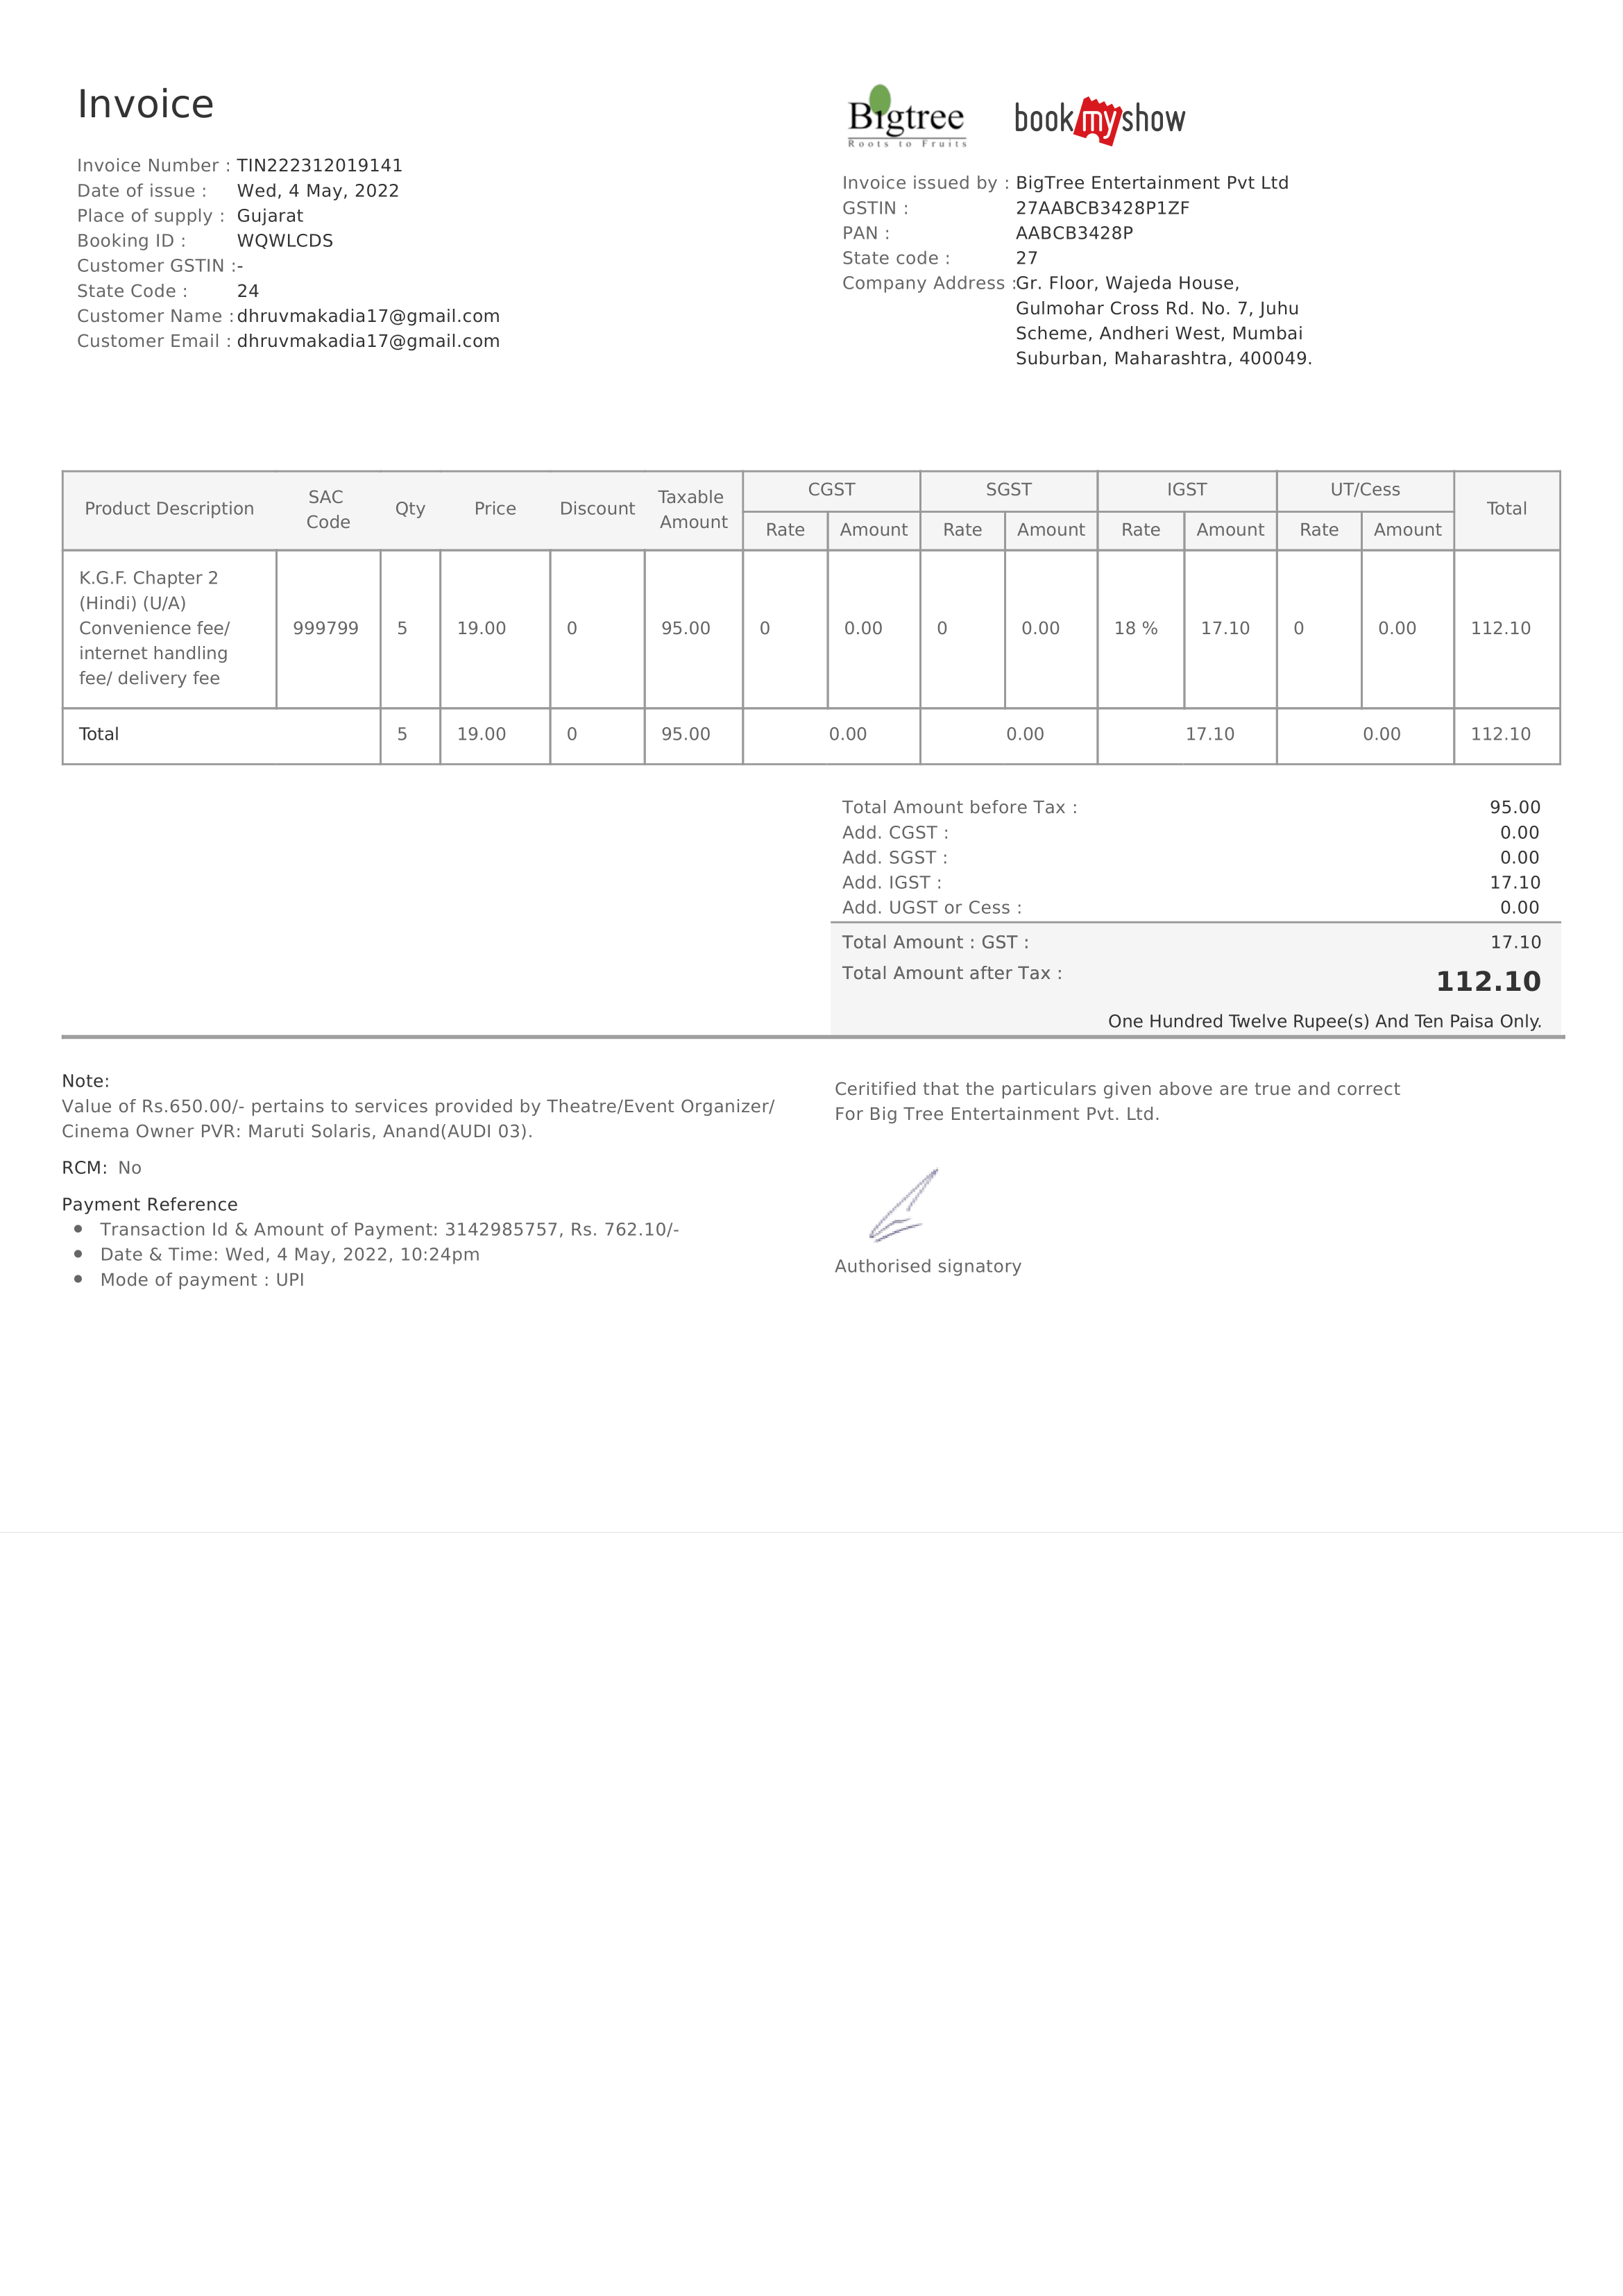 Invoice
Invoice Number : TIN222312019141
Date of issue : Wed, 4 May, 2022
Place of supply : Gujarat
Booking ID : WQWLCDS
Customer GSTIN :-
State Code : 24
Customer Name : dhruvmakadia17@gmail.com
Customer Email : dhruvmakadia17@gmail.com
Bigtree
Roots to Fruits
bookmyshow
Invoice issued by : BigTree Entertainment Pvt Ltd
GSTIN : 27AABCB3428P1ZF
PAN : AABCB3428P
State code : 27
Company Address :Gr. Floor, Wajeda House,
Gulmohar Cross Rd. No. 7, Juhu
Scheme, Andheri West, Mumbai
Suburban, Maharashtra, 400049.
Product Description SAC Code Qty Price Discount Taxable Amount CGST SGST IGST UT/Cess Total
Rate Amount Rate Amount Rate Amount Rate Amount
K.G.F. Chapter 2
(Hindi) (U/A)
Convenience fee/ 999799 5 19.00 0 95.00 0 0.00 0 0.00 18 % 17.10 0 0.00 112.10
internet handling
fee/ delivery fee
Total 5 19.00 0 95.00 0.00 0.00 17.10 0.00 112.10
Total Amount before Tax : 95.00
Add. CGST : 0.00
Add. SGST : 0.00
Add. IGST : 17.10
Add. UGST or Cess : 0.00
Total Amount : GST : 17.10
Total Amount after Tax : 112.10
One Hundred Twelve Rupee(s) And Ten Paisa Only.
Note:
Value of Rs.650.00/- pertains to services provided by Theatre/Event Organizer/
Cinema Owner PVR: Maruti Solaris, Anand(AUDI 03).
RCM: No
Payment Reference
● Transaction Id & Amount of Payment: 3142985757, Rs. 762.10/-
● Date & Time: Wed, 4 May, 2022, 10:24pm
● Mode of payment : UPI
Ceritified that the particulars given above are true and correct
For Big Tree Entertainment Pvt. Ltd.
Authorised signatory